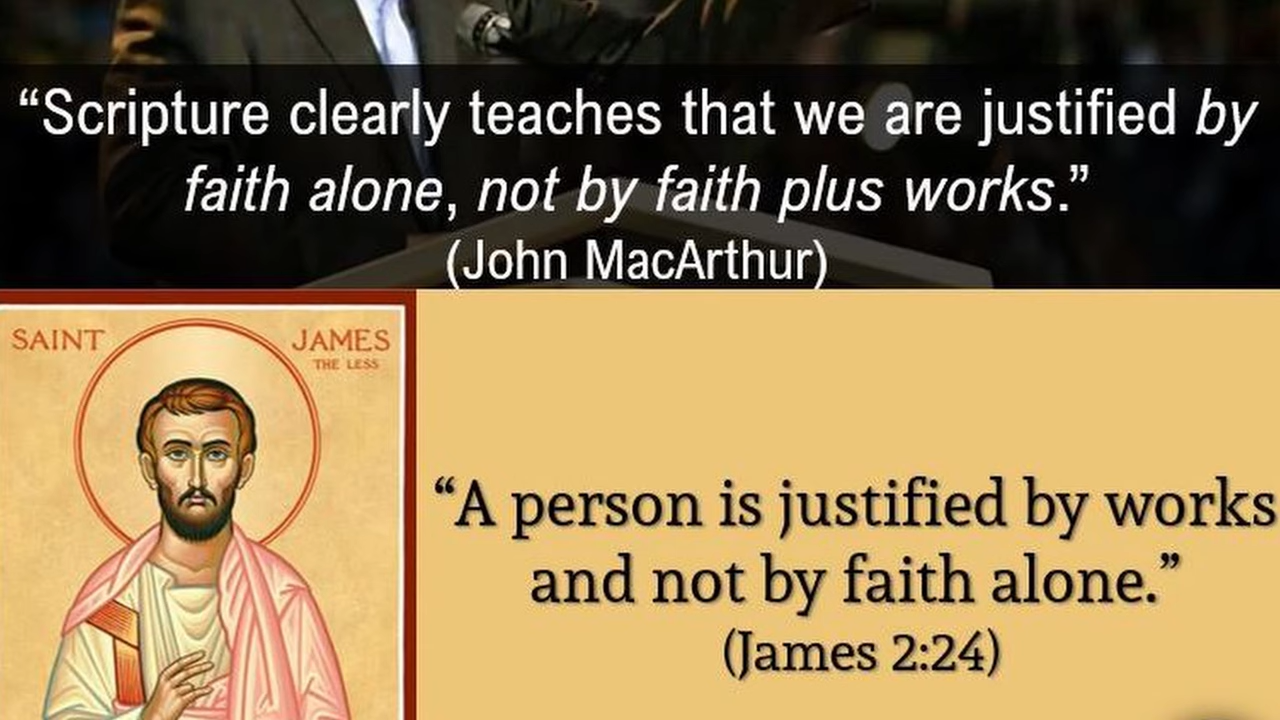 “Scripture clearly teaches that we are justified by
faith alone, not by faith plus works.”
(John MacArthur)
SAINT JAMES
THE LESS
“A person is justified by works
and not by faith alone.”
(James 2:24)